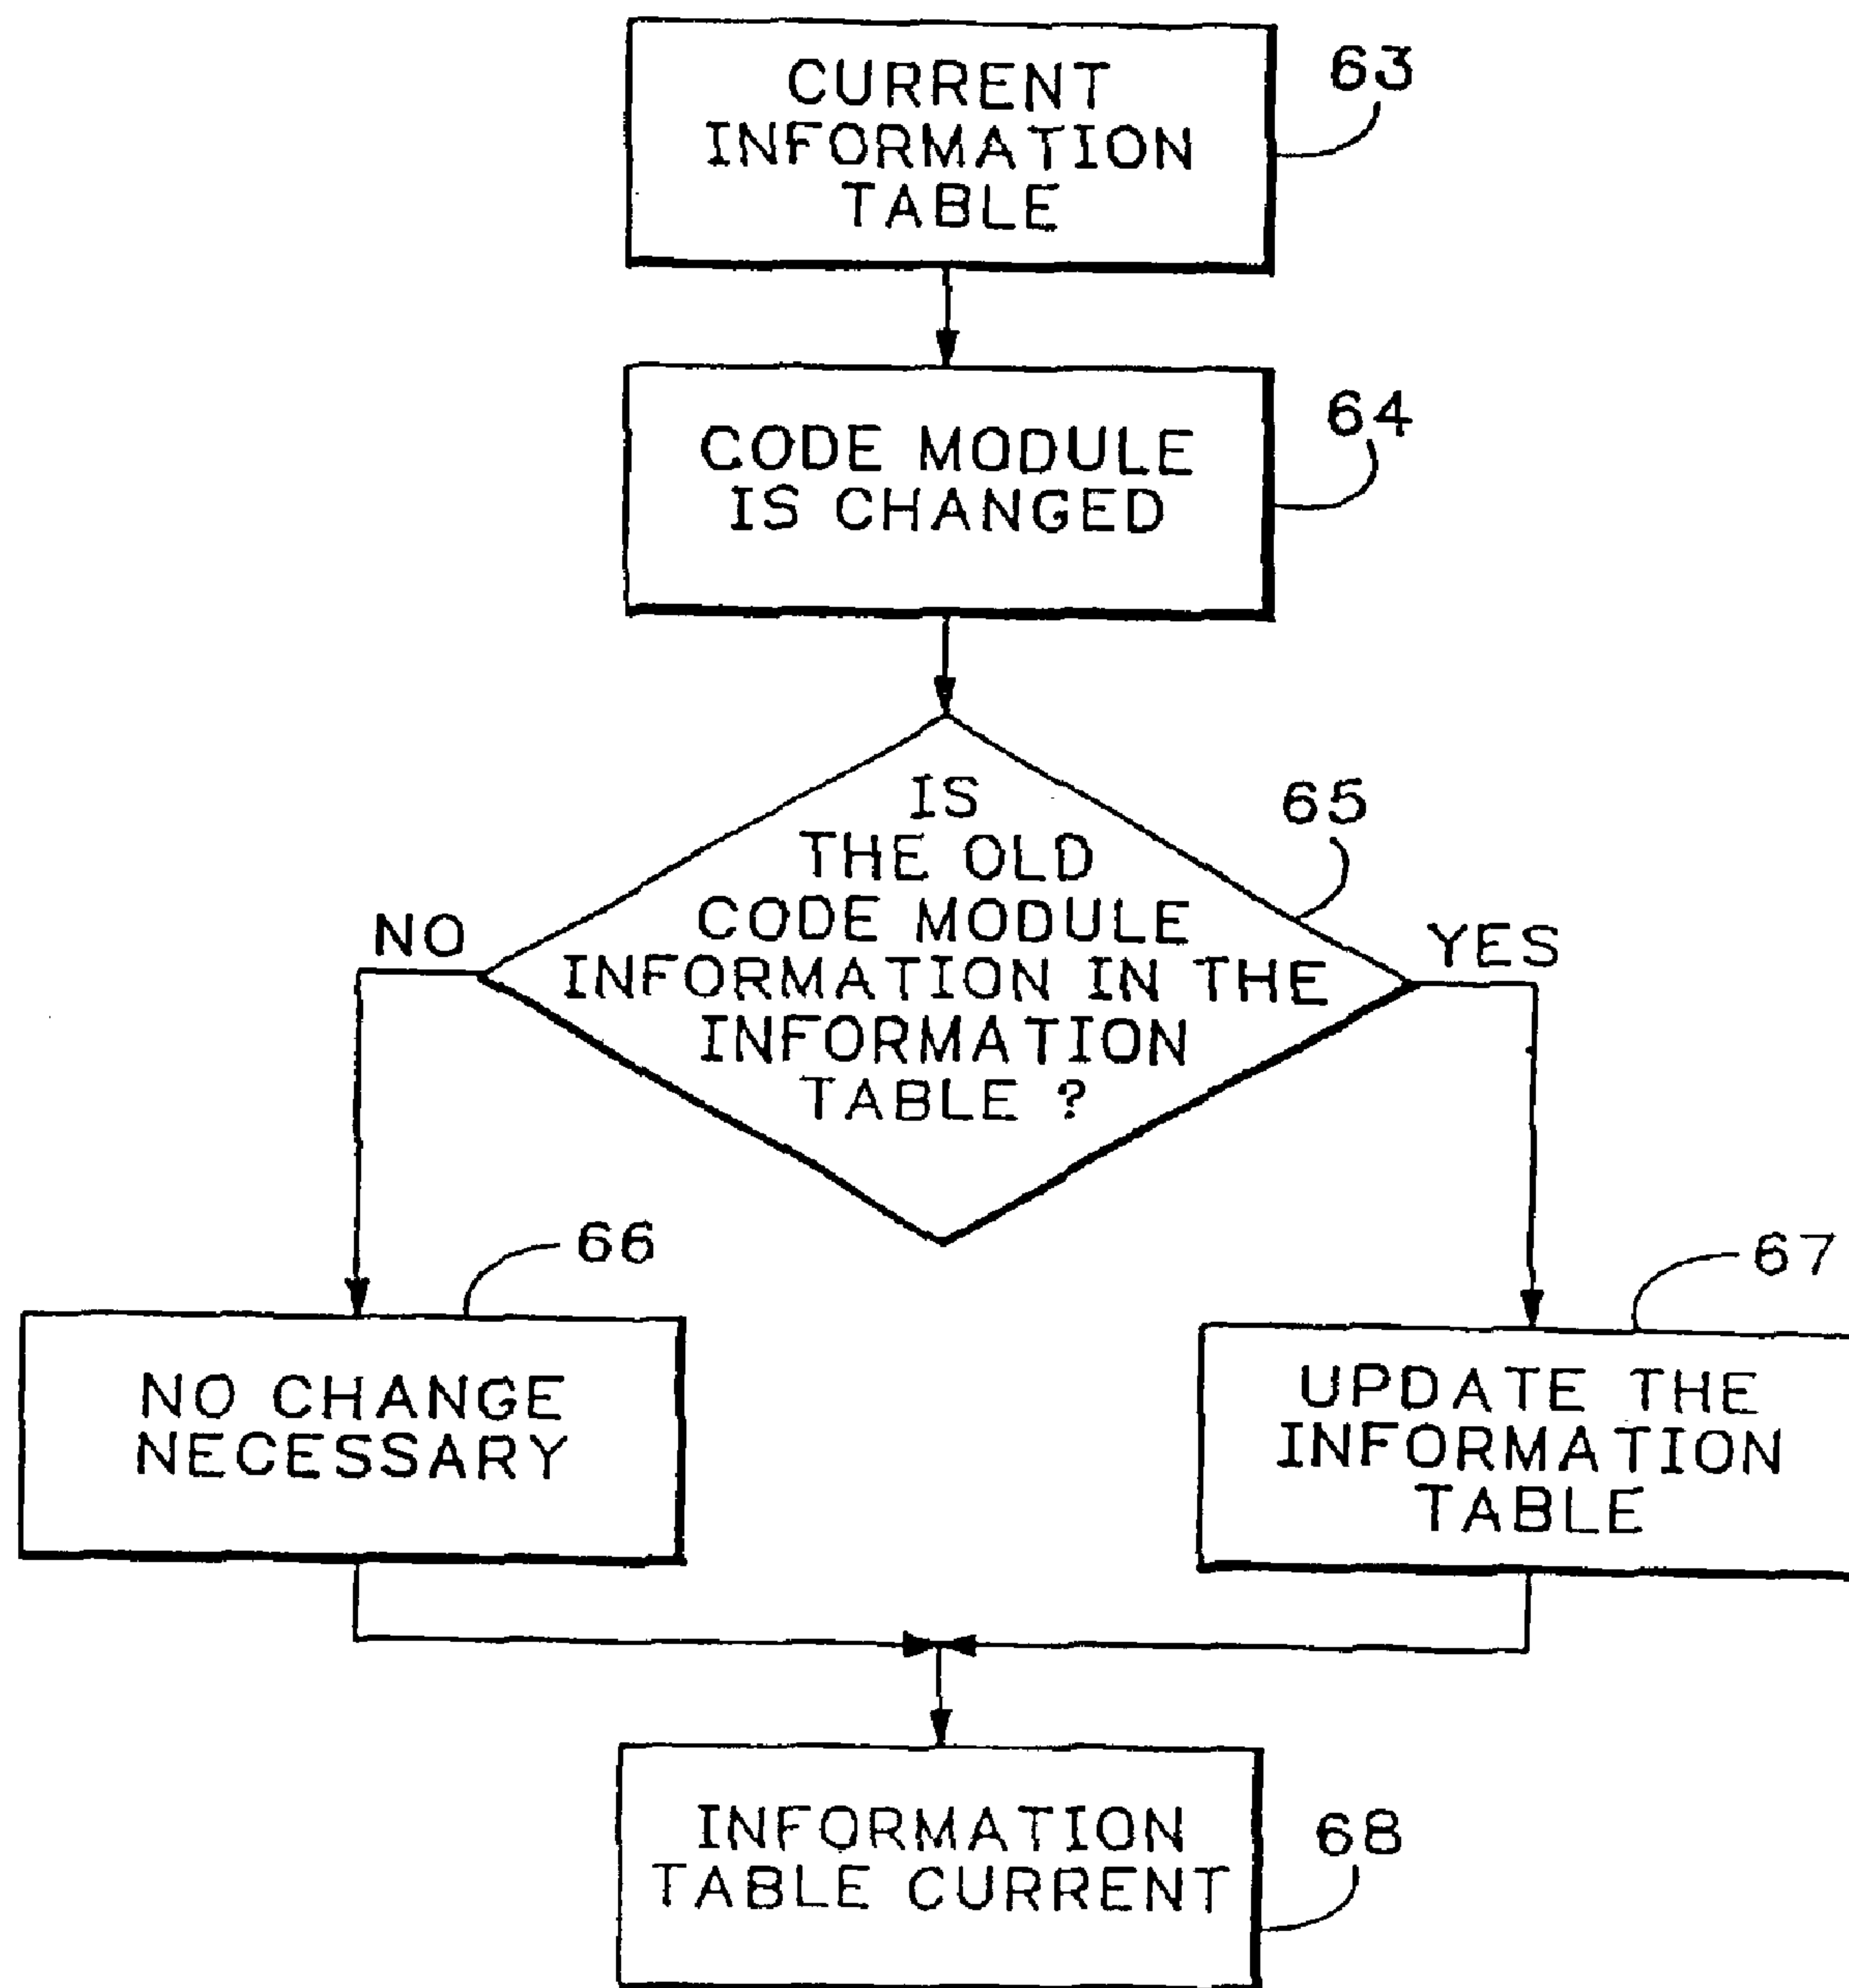 CURRENT
INFORMATION
TABLE
63
CODE MODULE
IS CHANGED
64
IS
THE OLD
CODE MODULE
INFORMATION IN THE
INFORMATION
TABLE ?
65
NO
YES
66
NO CHANGE
NECESSARY
67
UPDATE THE
INFORMATION
TABLE
INFORMATION
TABLE CURRENT
68